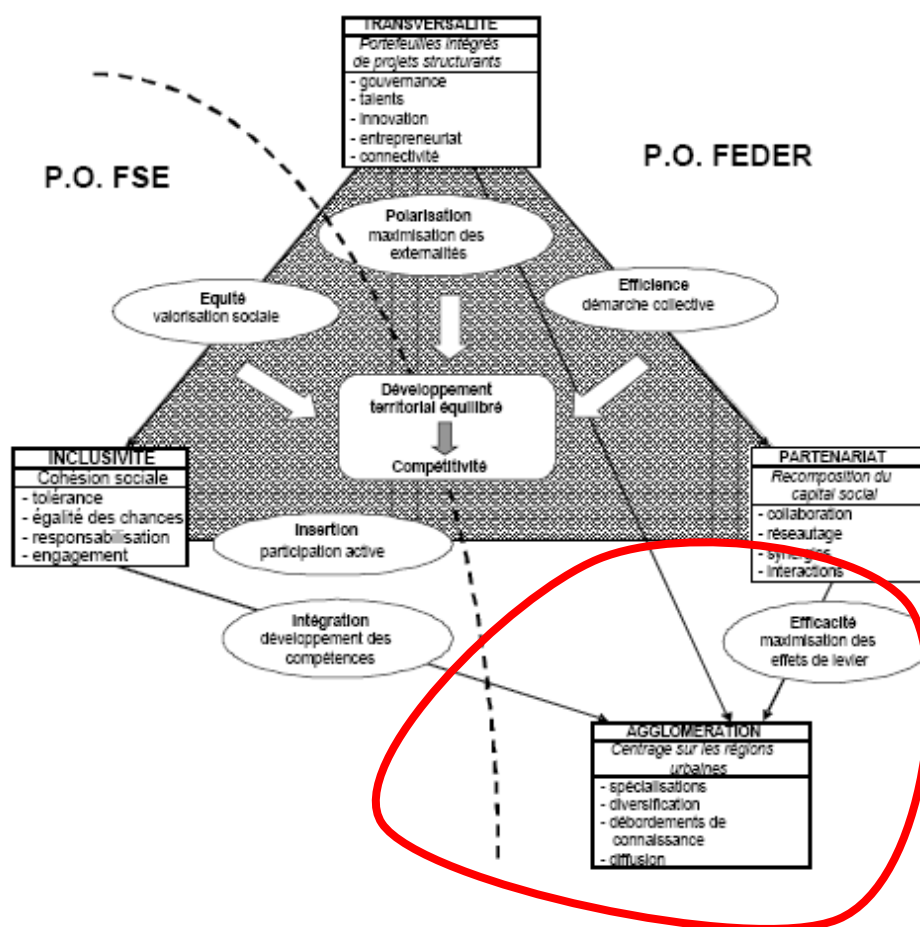 TRANSVERSALITE
Portefeuilles intégrés
de projets structurants
- gouvernance
- talents
- innovation
- entrepreneuriat
- connectivité
P.O. FSE
P.O. FEDER
Polarisation
maximisation des
externalités
Equité
valorisation sociale
Efficience
démarche collective
Développement
territorial équilibré
Compétitivité
INCLUSIVITE
Cohésion sociale
- tolérance
- égalité des chances
- responsabilisation
- engagement
PARTENARIAT
Recomposition du
capital social
- collaboration
- réseautage
- synergies
- interactions
Insertion
participation active
Intégration
développement des
compétences
Efficacité
maximisation des
effets de levier
AGGLOMERATION
Centrage sur les régions
urbaines
- spécialisations
- diversification
- débordements de
connaissance
- diffusion